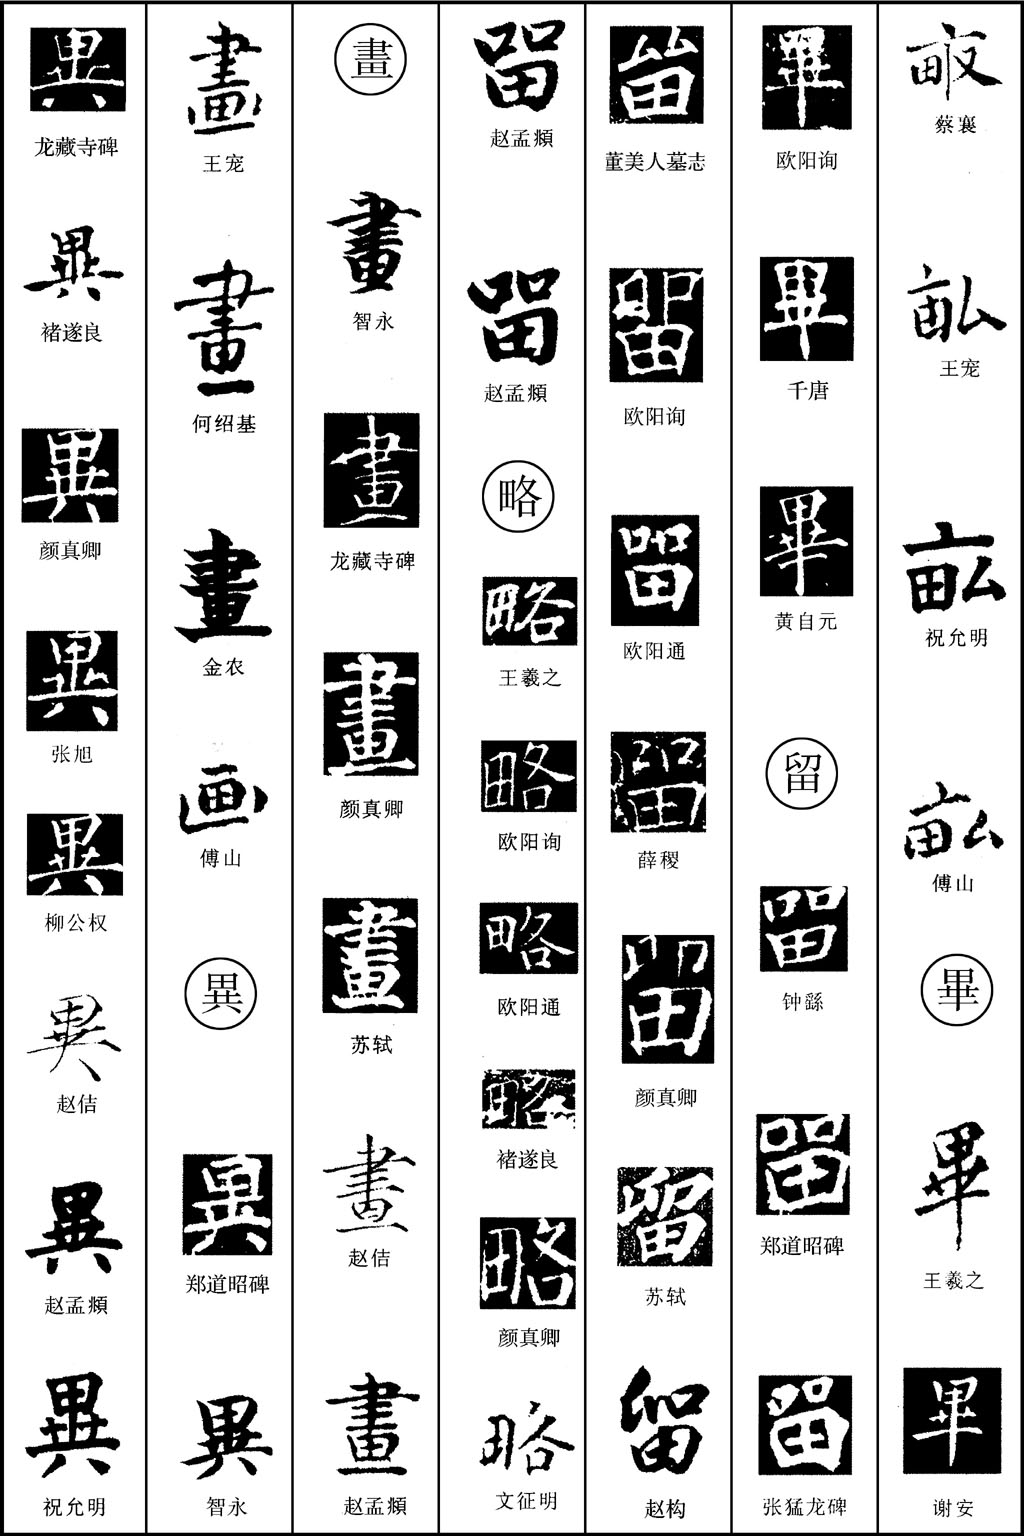 畝
蔡襄
畝
王宠
畝
祝允明
畝
傅山
畢
畢
王羲之
畢
谢安
畢
欧阳询
畢
千唐
畢
黄自元
留
留
钟繇
留
郑道昭碑
留
张猛龙碑
留
董美人墓志
留
欧阳询
留
欧阳通
留
薛稷
留
颜真卿
留
苏轼
留
赵构
留
赵孟頫
留
赵孟頫
略
略
王羲之
略
欧阳询
略
欧阳通
略
褚遂良
略
颜真卿
略
文征明
畫
畫
智永
畫
龙藏寺碑
畫
颜真卿
畫
苏轼
畫
赵佶
畫
赵孟頫
畫
王宠
畫
何绍基
畫
金农
画
傅山
異
異
郑道昭碑
異
智永
異
龙藏寺碑
異
褚遂良
異
颜真卿
異
张旭
異
柳公权
異
赵佶
異
赵孟頫
異
祝允明